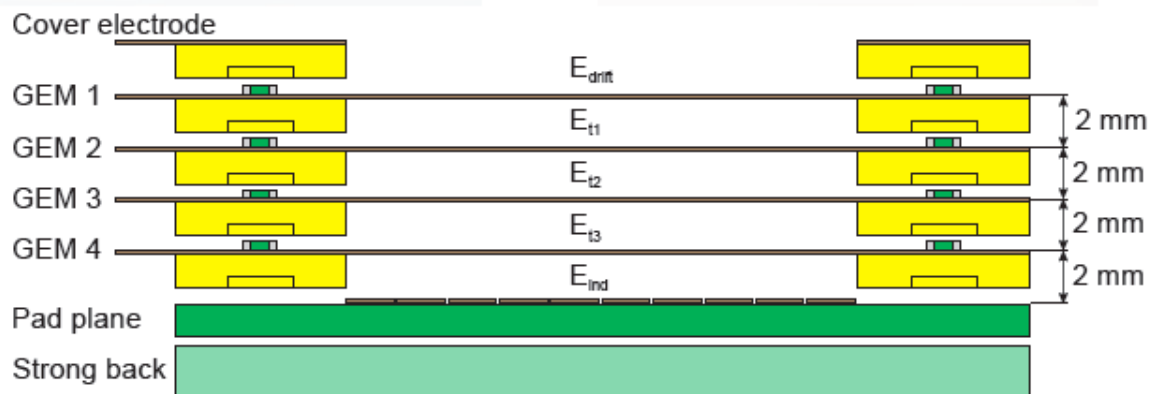 Cover electrode
E_drift
GEM 1
E_t1
2 mm
GEM 2
E_t2
2 mm
GEM 3
E_t3
2 mm
GEM 4
E_ind
2 mm
Pad plane
Strong back